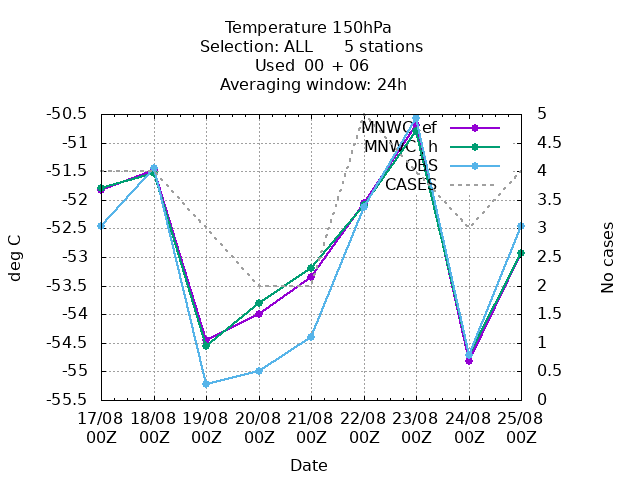 Temperature 150hPa
Selection: ALL 5 stations
Used 00 + 06
Averaging window: 24h
-50.5
-51
-51.5
-52
-52.5
-53
-53.5
-54
-54.5
-55
-55.5
deg C
5
4.5
4
3.5
3
2.5
2
1.5
1
0.5
0
No cases
OBS
CASES
17/08 18/08 19/08 20/08 21/08 22/08 23/08 24/08 25/08
00Z 00Z 00Z 00Z 00Z 00Z 00Z 00Z 00Z
Date